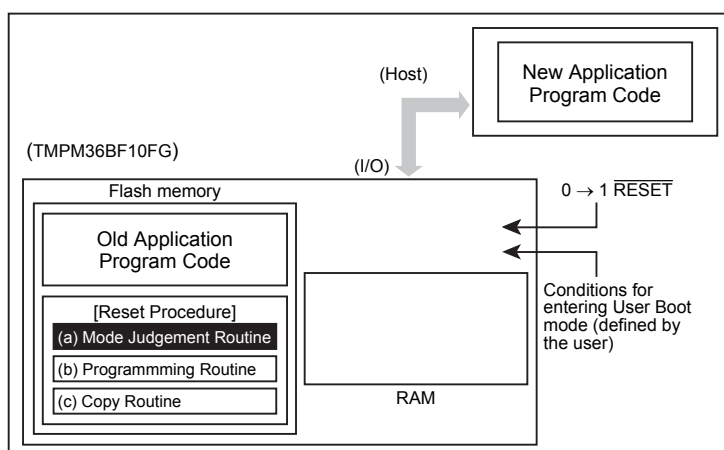 New Application
Program Code
(Host)
(TMPM36BF10FG)
(I/O)
Flash memory
0 → 1 RESET
Old Application
Program Code
Conditions for
entering User Boot
mode (defined by
the user)
[Reset Procedure]
(a) Mode Judgement Routine
(b) Programmming Routine
(c) Copy Routine
RAM